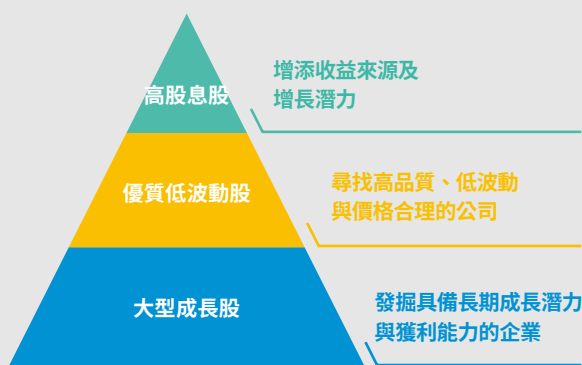 高股息股
增添收益來源及
增長潛力
優質低波動股
尋找高品質、低波動
與價格合理的公司
大型成長股
發掘具備長期成長潛力
與獲利能力的企業